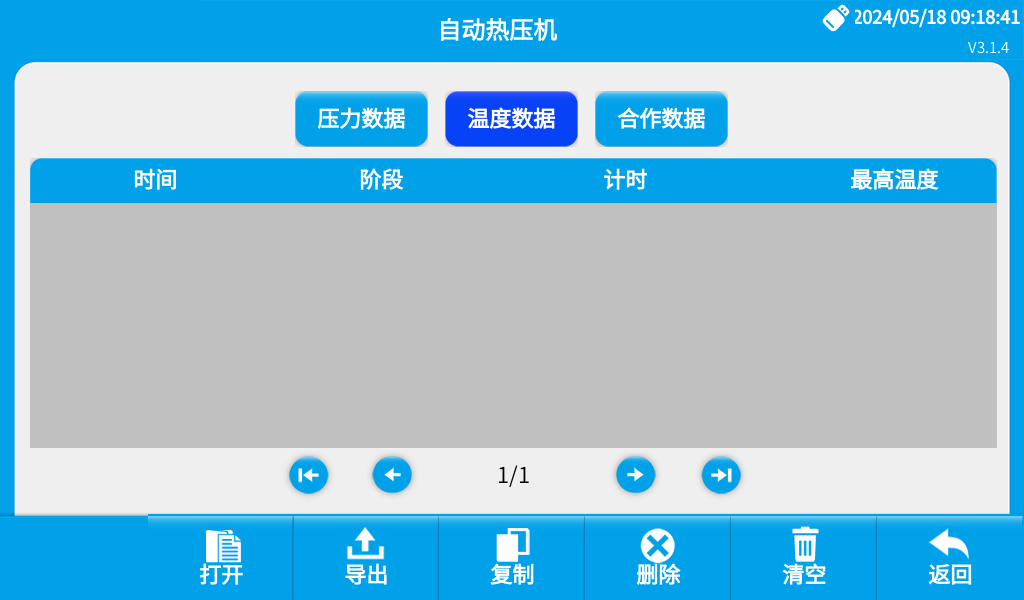 自动热压机
2024/05/18 09:18:41
V3.1.4
压力数据 温度数据 合作数据
时间 阶段 计时 最高温度
1/1
打开 导出 复制 删除 清空 返回